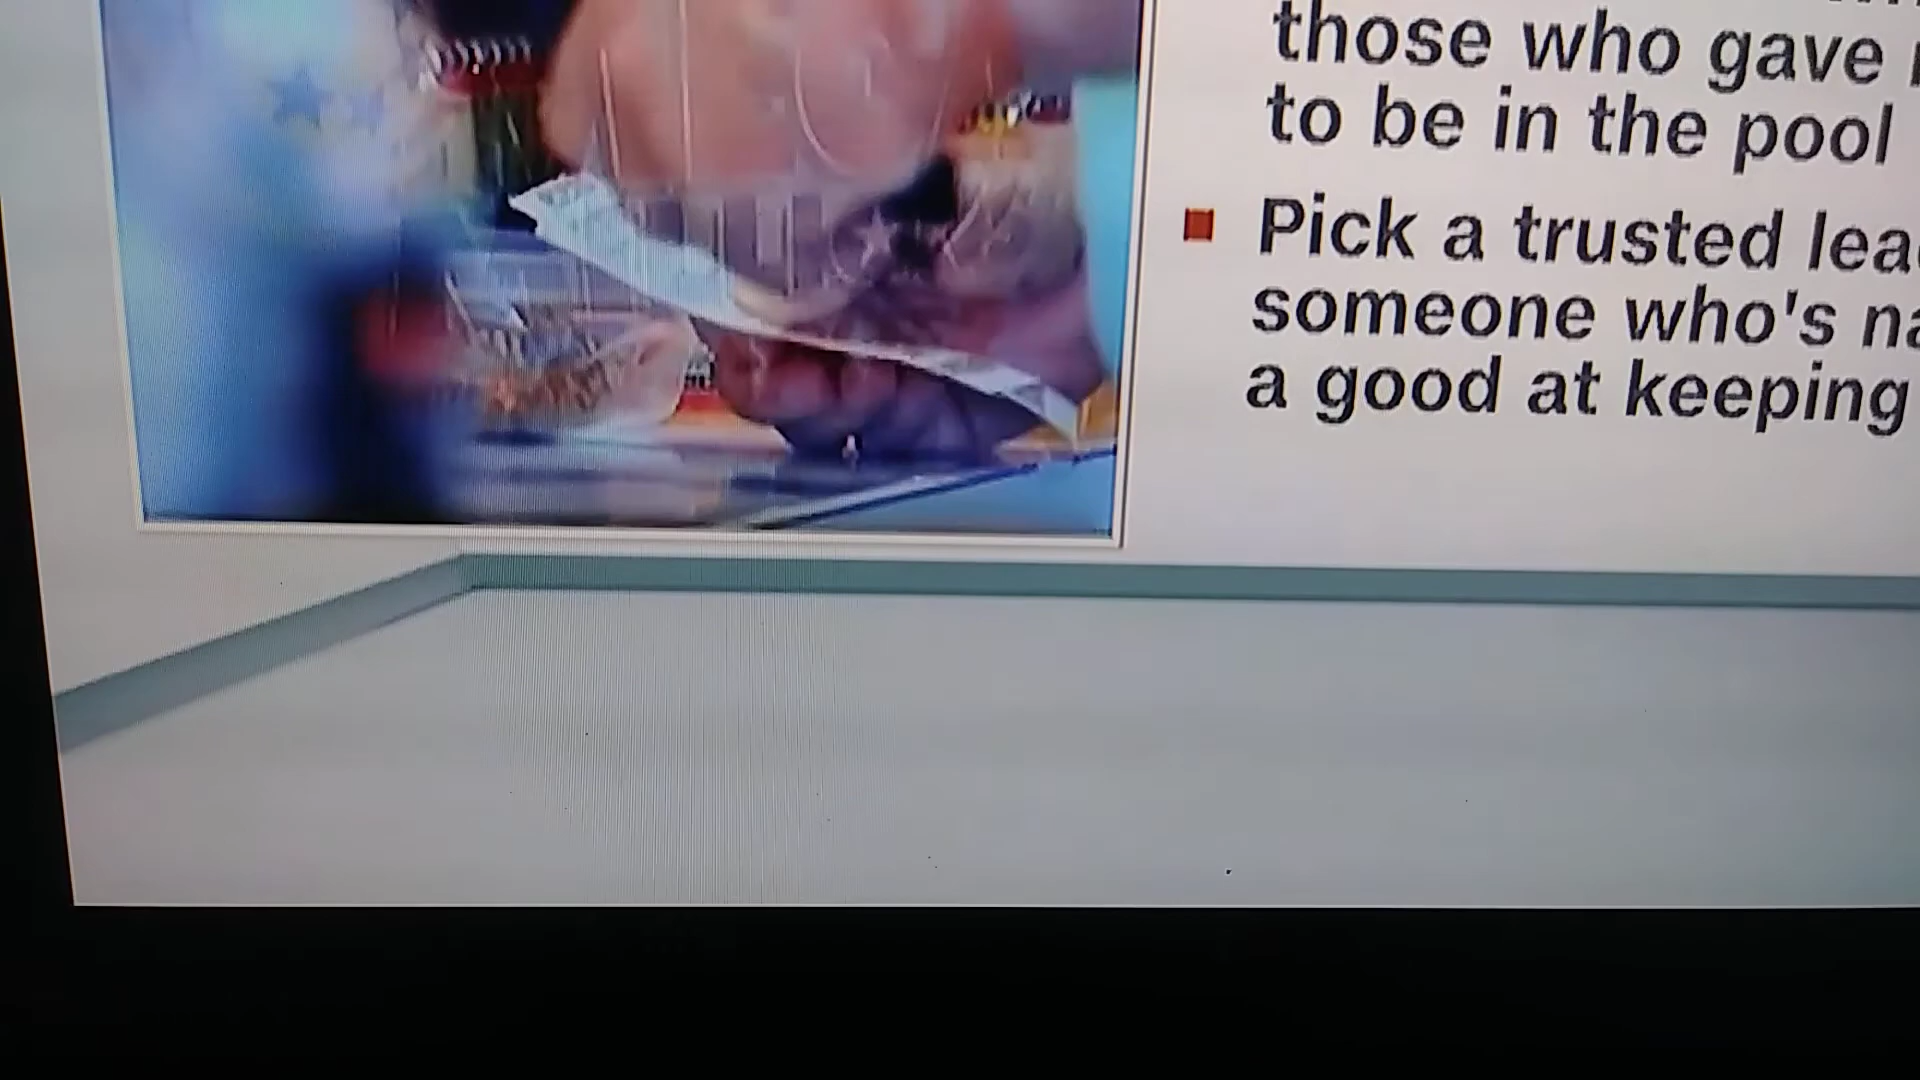 those who gave
to be in the pool
Pick a trusted
someone who's
a good at keeping